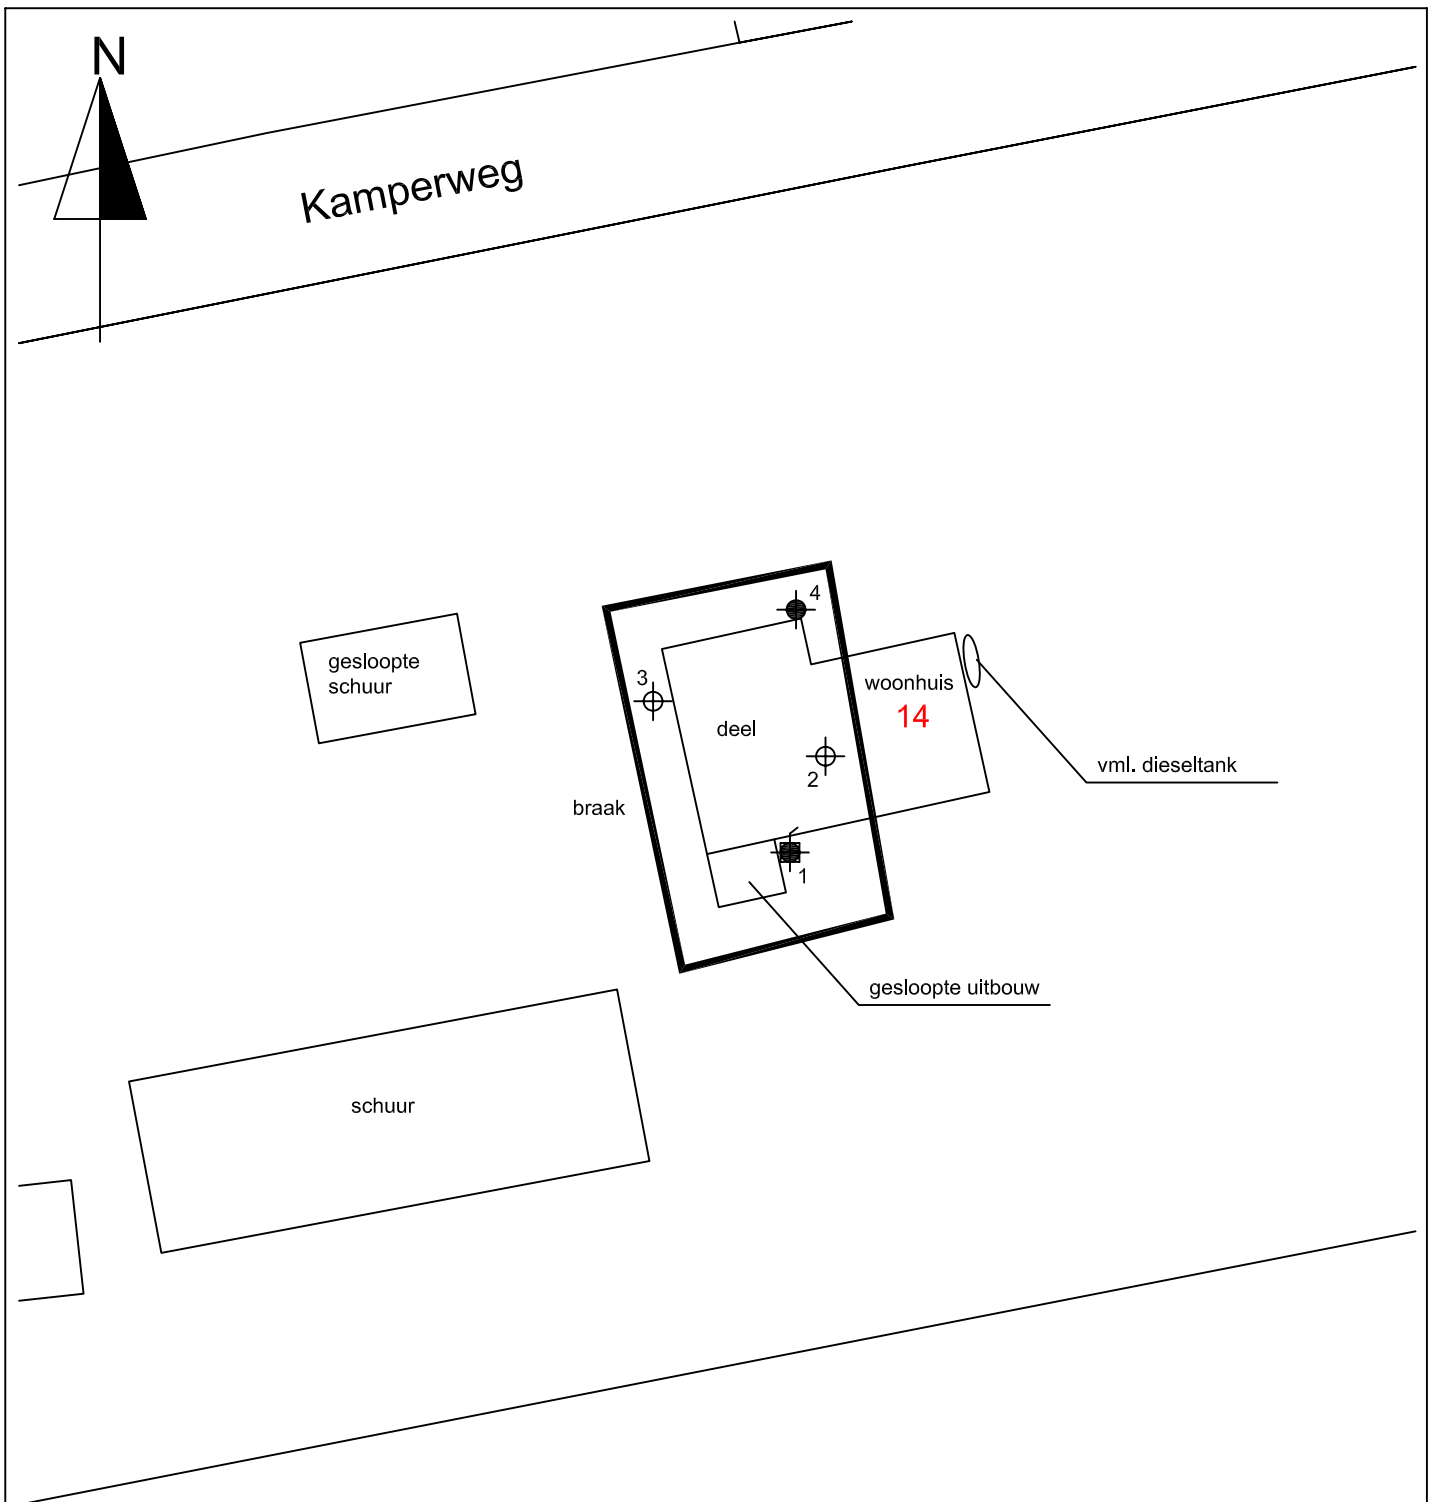 N
Kamperweg
4
gesloopte
schuur
3
woonhuis
14
deel
2
vml. dieseltank
braak
1
gesloopte uitbouw
schuur